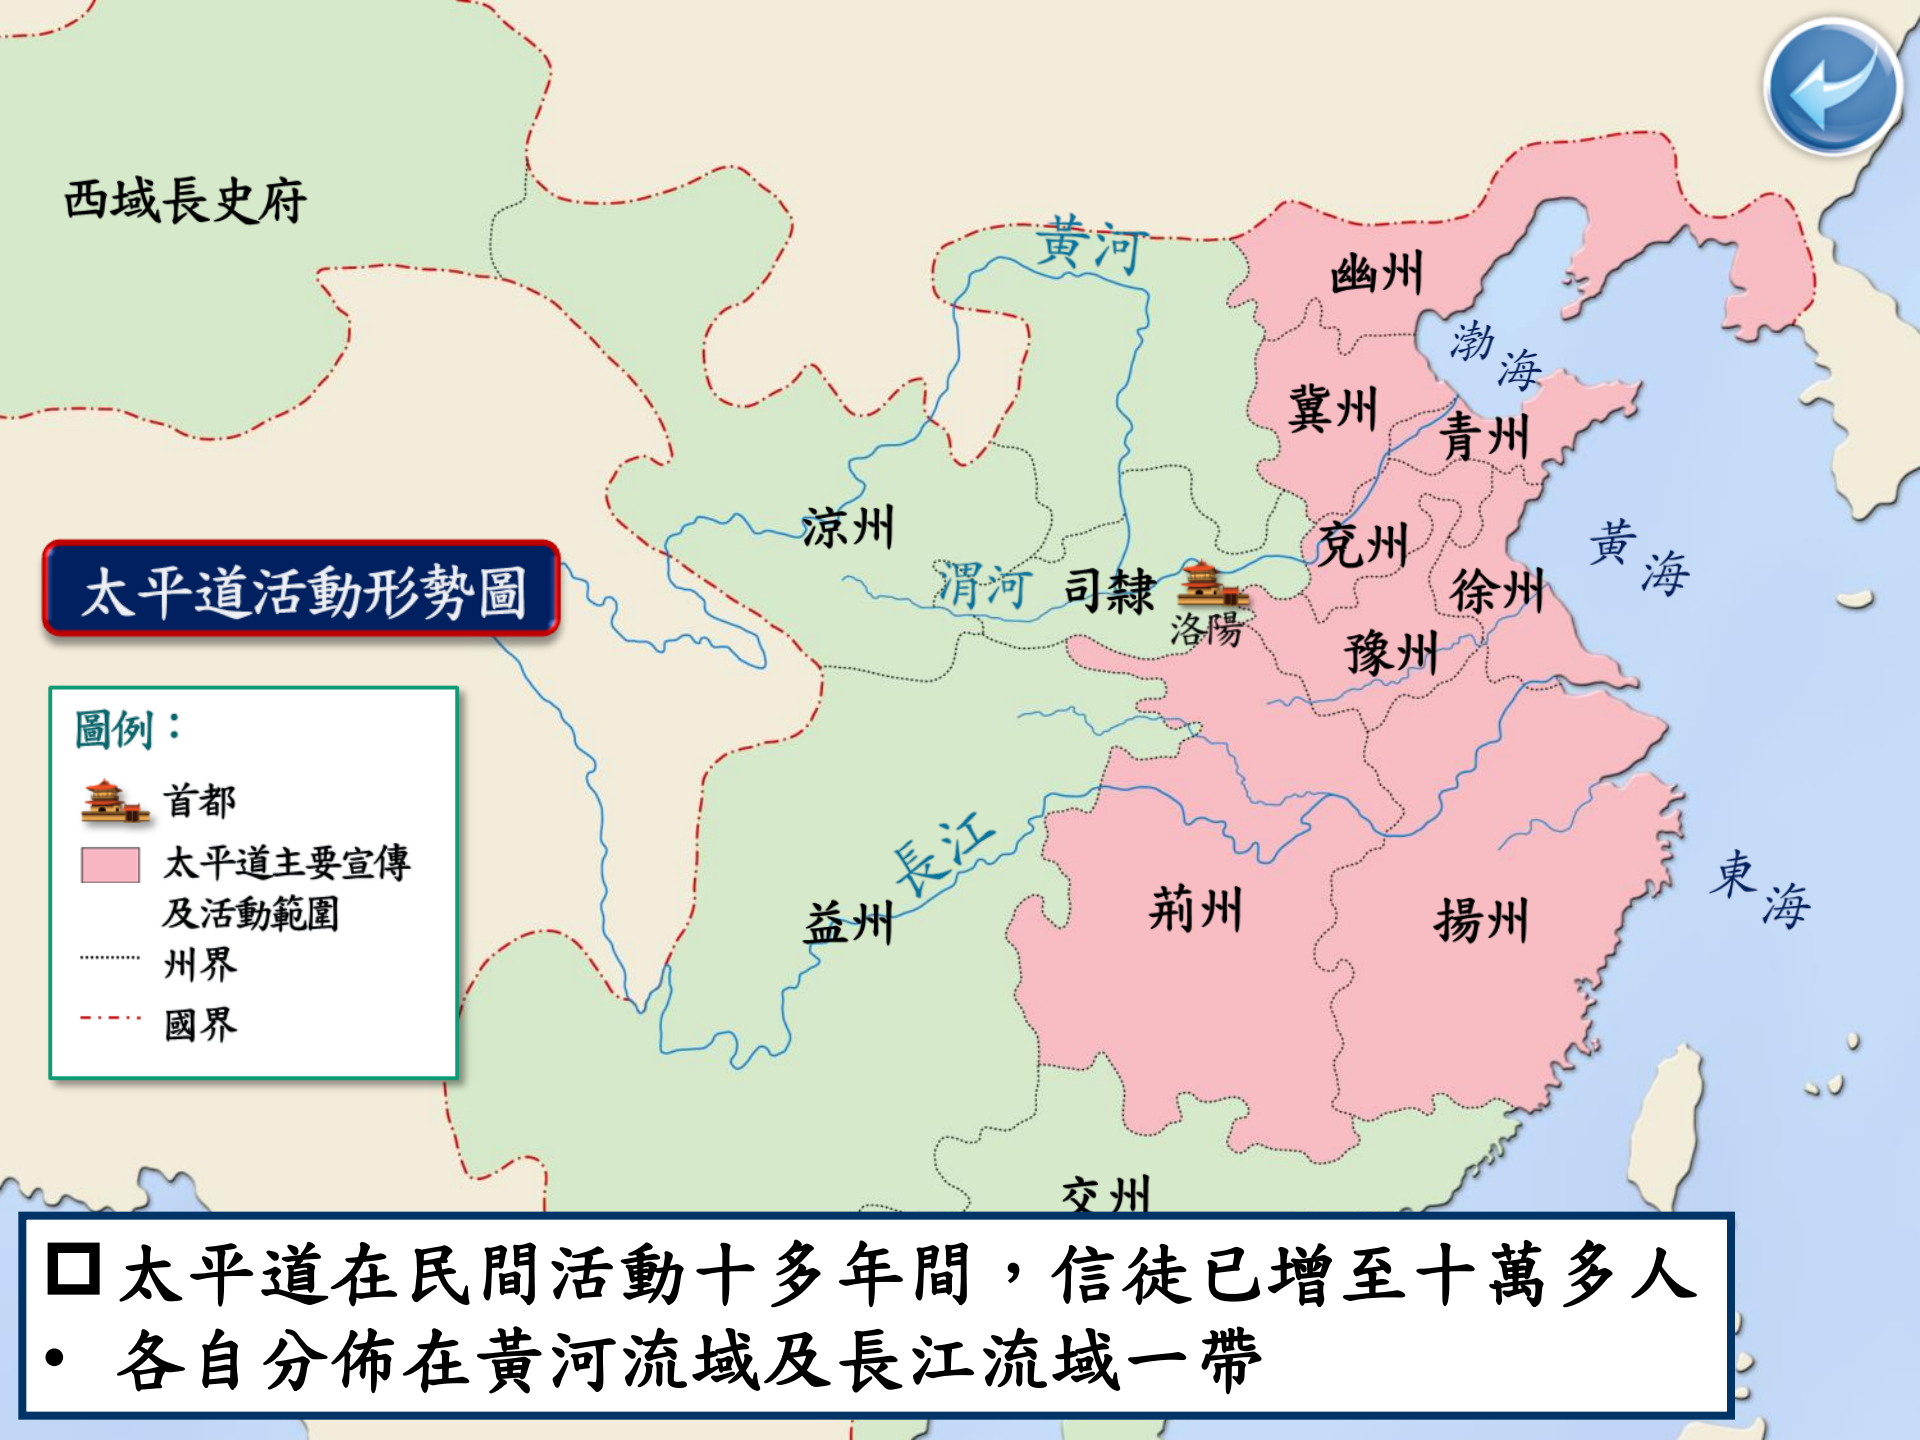 西域長史府
黃河
幽州
渤海
冀州
青州
涼州
兗州
黃海
渭河
司隸
徐州
洛陽
豫州
太平道活動形勢圖
圖例：
首都
太平道主要宣傳
及活動範圍
州界
國界
長江
益州
荊州
揚州
東海
交州
太平道在民間活動十多年間，信徒已增至十萬多人
• 各自分佈在黃河流域及長江流域一帶